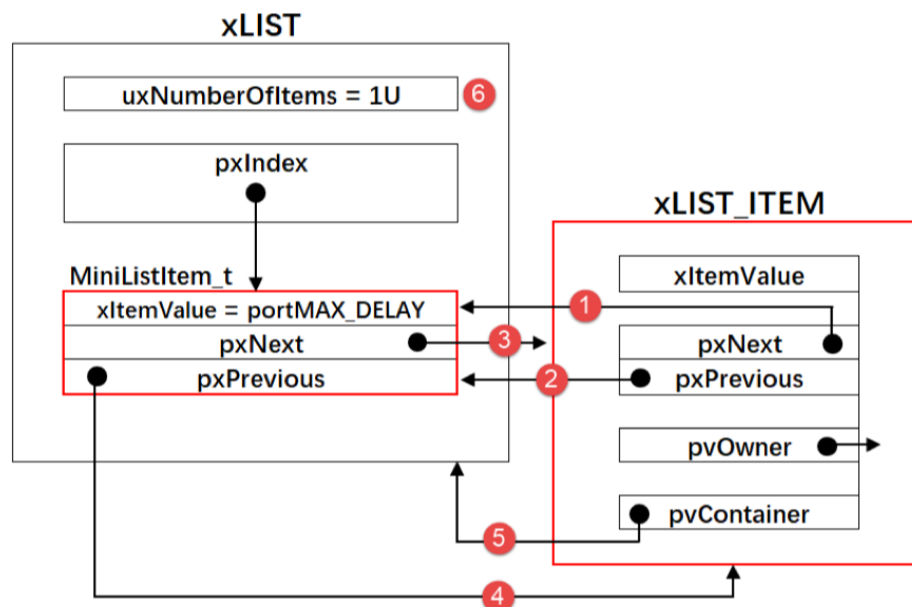 xLIST
uxNumberOfItems = 1U
6
pxIndex
xLIST_ITEM
MiniListItem_t
xItemValue
xItemValue = portMAX_DELAY
1
pxNext
3
pxNext
pxPrevious
2
pxPrevious
pvOwner
pvContainer
5
4